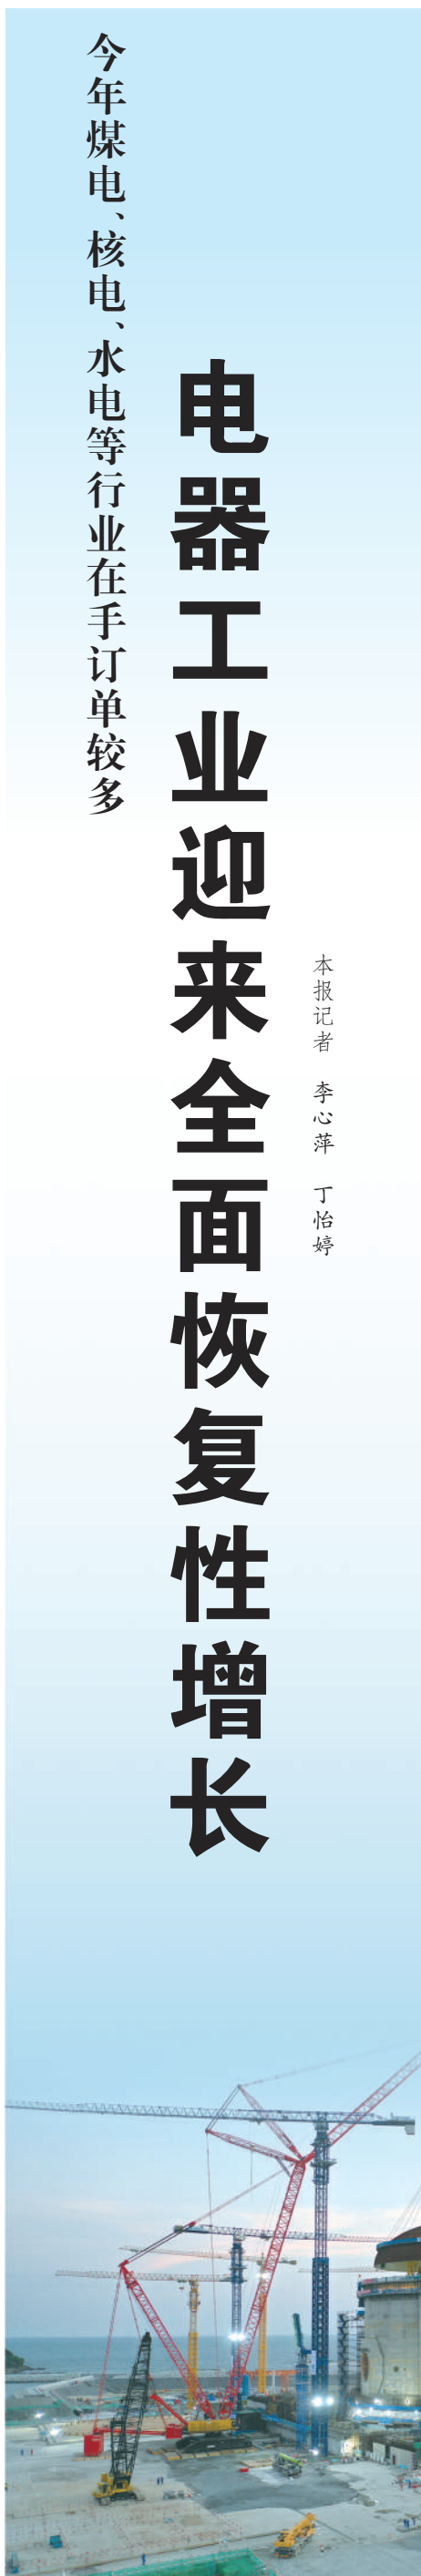 今年煤电、核电、水电等行业在手订单较多
电器工业迎来全面恢复性增长
本报记者 李心萍 丁怡婷